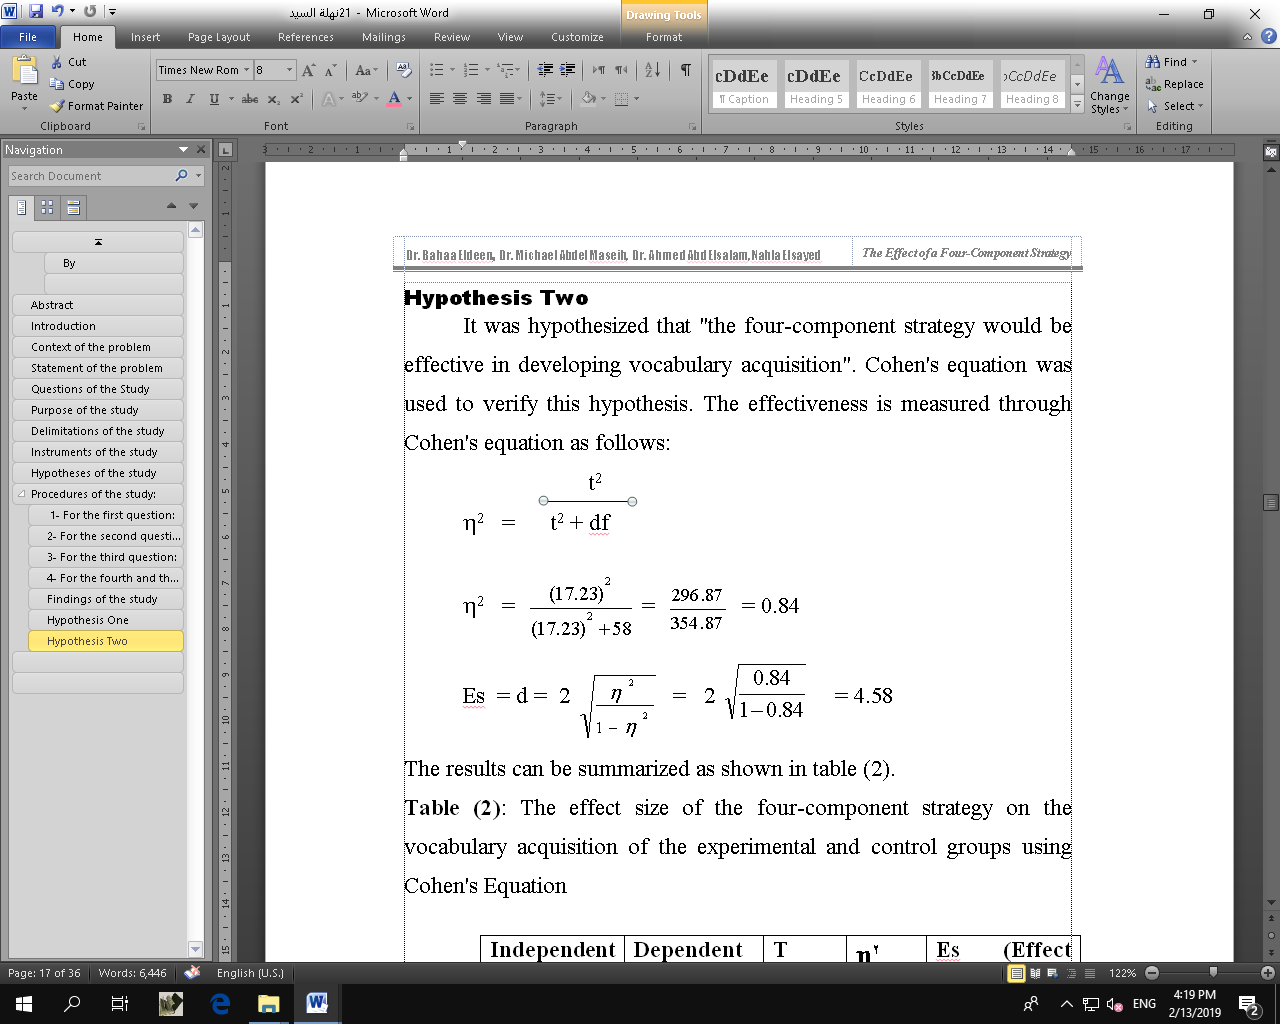 21نهلة السيد - Microsoft Word
Drawing Tools
File Home Insert Page Layout References Mailings Review View Customize Format
Paste
Cut
Copy
Format Painter
Clipboard
Times New Rom 8
Font
Paragraph
cDdEe cDdEe CcDdEe BbCcDdEe CcDdEe
¶ Caption Heading 5 Heading 6 Heading 7 Heading 8
Change Styles
Styles
Find
Replace
Select
Editing
Navigation
Search Document
By
Abstract
Introduction
Context of the problem
Statement of the problem
Questions of the Study
Purpose of the study
Delimitations of the study
Instruments of the study
Hypotheses of the study
Procedures of the study:
1- For the first question:
2- For the second questi...
3- For the third question:
4- For the fourth and th...
Findings of the study
Hypothesis One
Hypothesis Two
Dr. Bahaa Eldeen, Dr. Michael Abdel Maseih, Dr. Ahmed Abd Elsalam, Nahla Elsayed The Effect of a Four-Component Strategy
Hypothesis Two
It was hypothesized that "the four-component strategy would be
effective in developing vocabulary acquisition". Cohen's equation was
used to verify this hypothesis. The effectiveness is measured through
Cohen's equation as follows:
t²
η² = t² + df
(17.23)² 296.87
η² = = = 0.84
(17.23)² +58 354.87
η² 0.84
Es = d = 2 √ = 2 √ = 4.58
1 – η² 1–0.84
The results can be summarized as shown in table (2).
Table (2): The effect size of the four-component strategy on the
vocabulary acquisition of the experimental and control groups using
Cohen's Equation
Independent Dependent T η٢ Es (Effect
Page: 17 of 36 Words: 6,446 English (U.S.) 122%
ENG 4:19 PM
2/13/2019
2